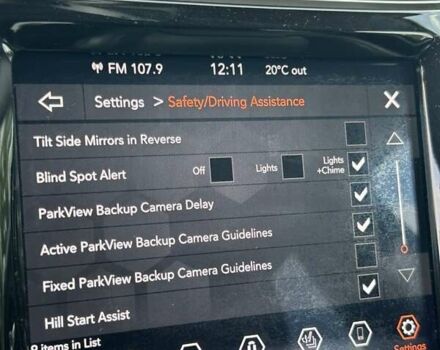 FM 107.9 12:11 20°C out
Settings > Safety/Driving Assistance X
Tilt Side Mirrors in Reverse
Blind Spot Alert Off Lights Lights +Chime
ParkView Backup Camera Delay
Active ParkView Backup Camera Guidelines
Fixed ParkView Backup Camera Guidelines
Hill Start Assist
items in List
Settings